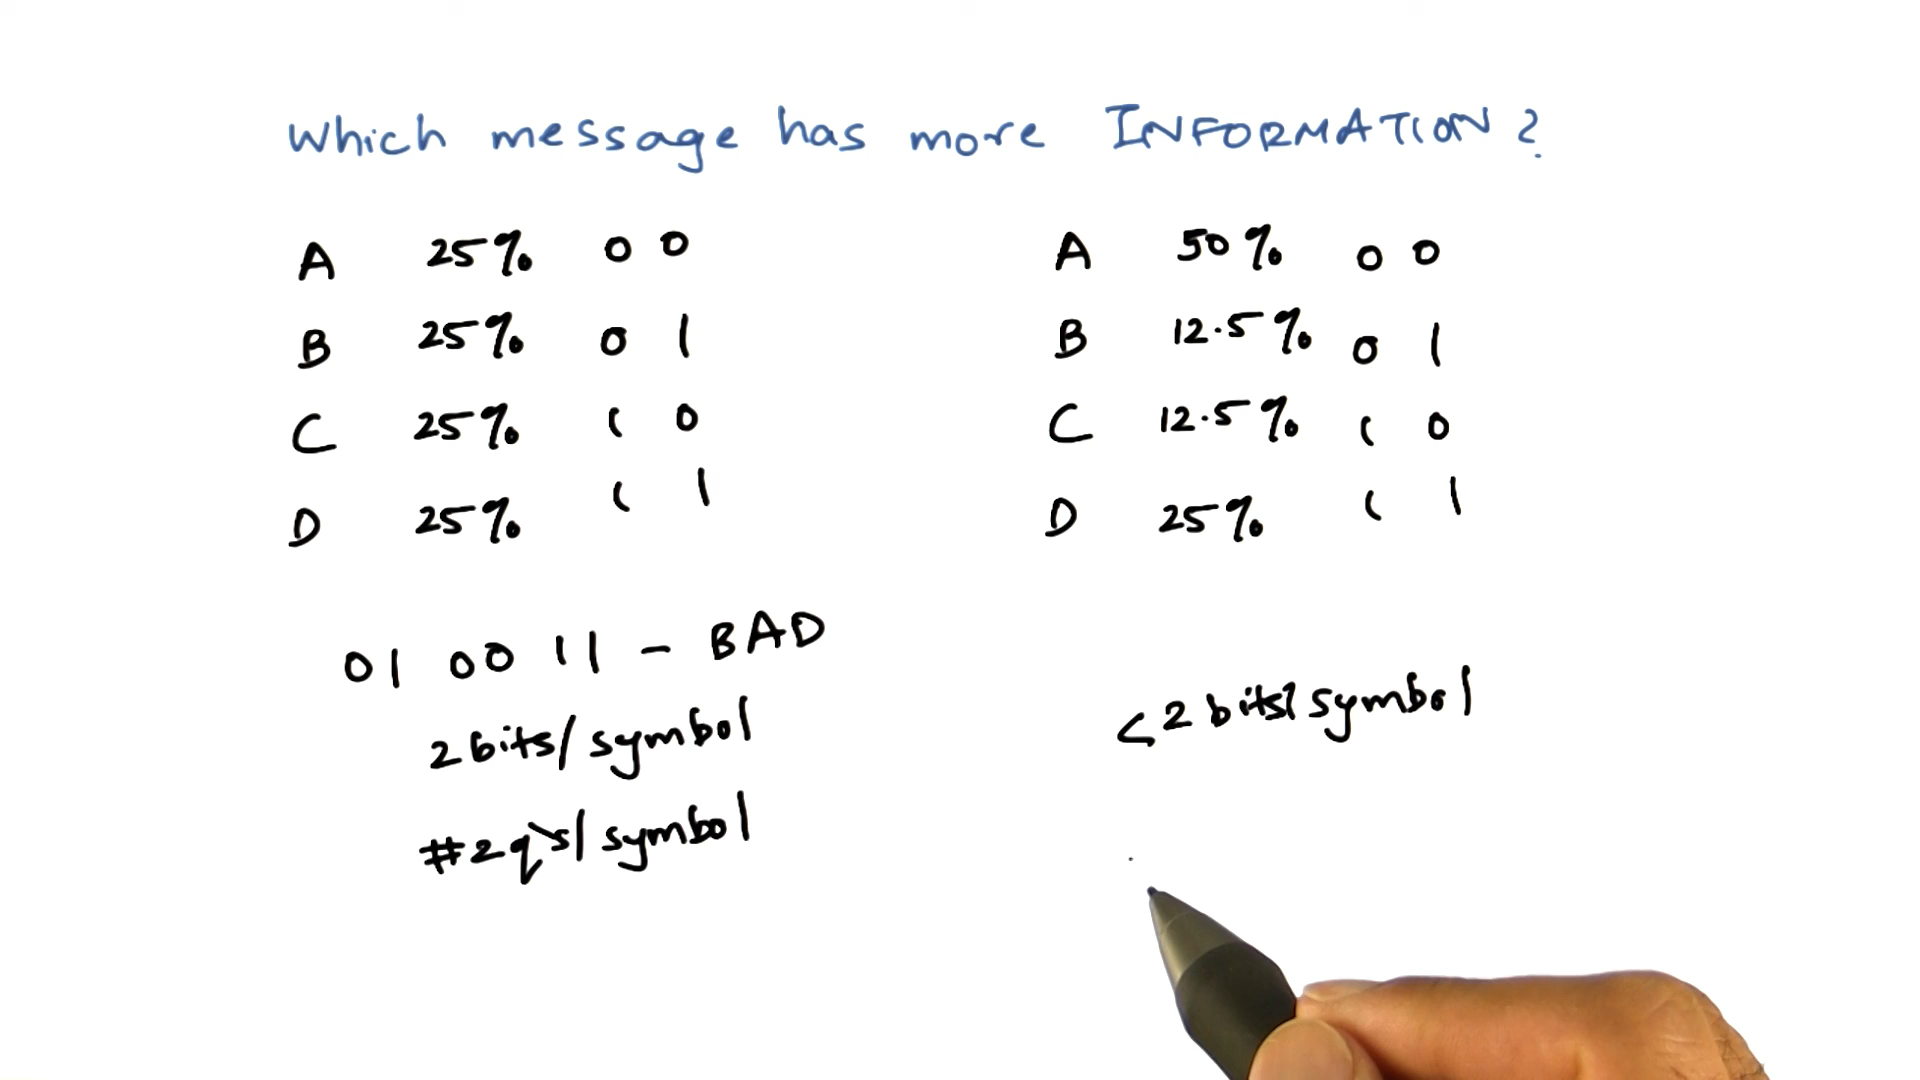 Which message has more INFORMATION?
A 25% 0 0
B 25% 0 1
C 25% 1 0
D 25% 1 1
01 00 11 - BAD
2 bits/symbol
#2q's/symbol
A 50% 0 0
B 12.5% 0 1
C 12.5% 1 0
D 25% 1 1
<2 bits/symbol